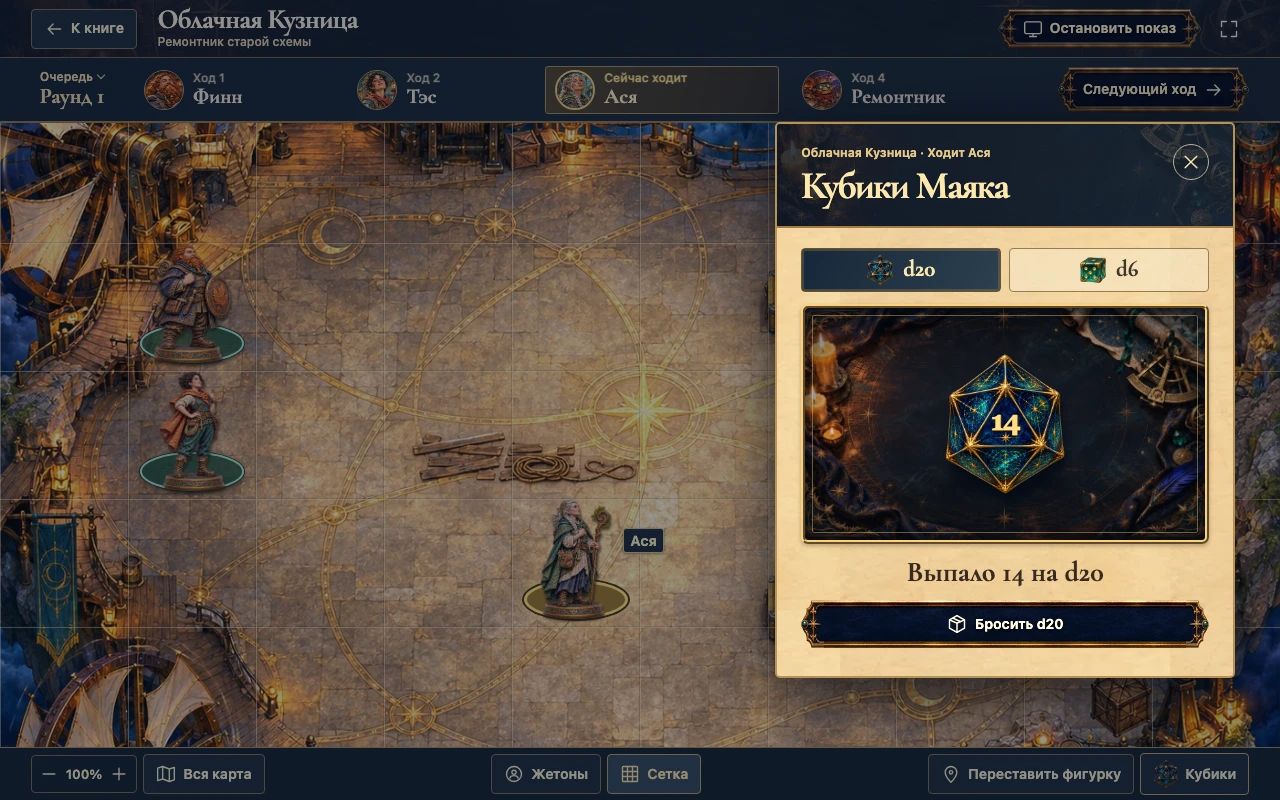 К книге
Облачная Кузница
Ремонтник старой схемы
Остановить показ
Очередь
Раунд 1
Ход 1
Финн
Ход 2
Тэс
Сейчас ходит
Ася
Ход 4
Ремонтник
Следующий ход
Облачная Кузница · Ходит Ася
Кубики Маяка
d20
d6
14
Выпало 14 на d20
Бросить d20
Ася
100%
Вся карта
Жетоны
Сетка
Переставить фигурку
Кубики